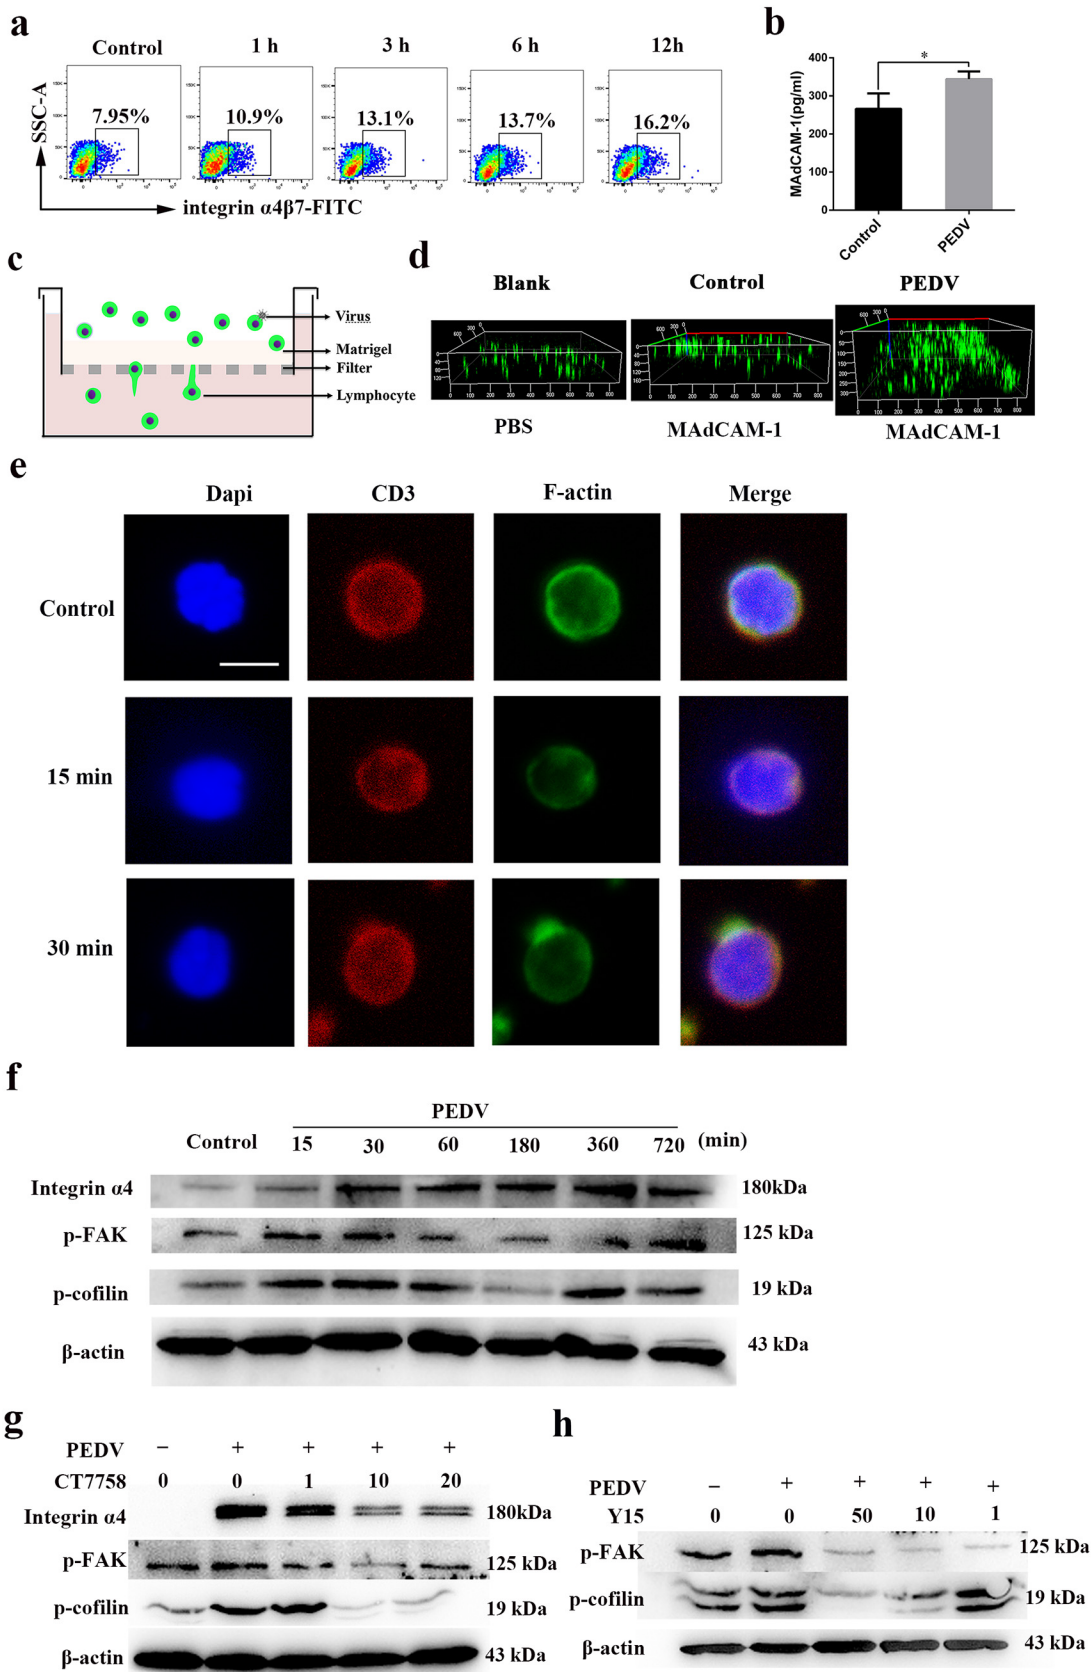 a
Control 1 h 3 h 6 h 12h
SSC-A
7.95% 10.9% 13.1% 13.7% 16.2%
integrin α4β7-FITC
b
MAdCAM-1(pg/ml)
400
300
200
100
0
*
Control PEDV
c
Virus
Matrigel
Filter
Lymphocyte
d
Blank Control PEDV
PBS MAdCAM-1 MAdCAM-1
e
Dapi CD3 F-actin Merge
Control
15 min
30 min
f
PEDV
Control 15 30 60 180 360 720 (min)
Integrin α4 180kDa
p-FAK 125 kDa
p-cofilin 19 kDa
β-actin 43 kDa
g
PEDV − + + + +
CT7758 0 0 1 10 20
Integrin α4 180kDa
p-FAK 125 kDa
p-cofilin 19 kDa
β-actin 43 kDa
h
PEDV − + + + +
Y15 0 0 50 10 1
p-FAK 125 kDa
p-cofilin 19 kDa
β-actin 43 kDa